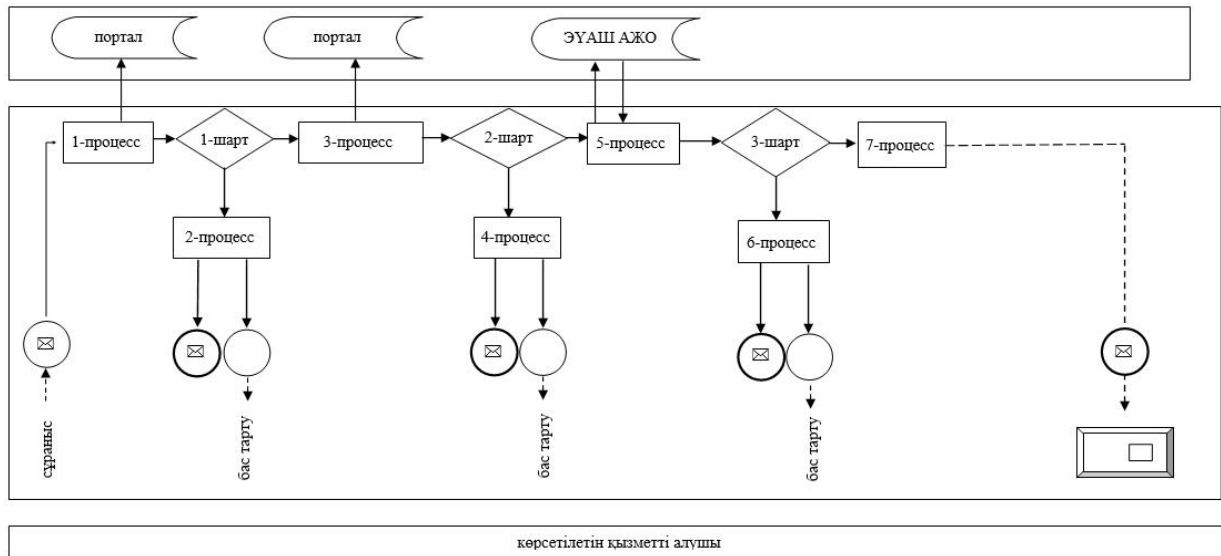 портал
портал
ЭҮАШ АЖО
1-процесс
1-шарт
3-процесс
2-шарт
5-процесс
3-шарт
7-процесс
2-процесс
4-процесс
6-процесс
сұраныс
бас тарту
бас тарту
бас тарту
көрсетілетін қызметті алушы